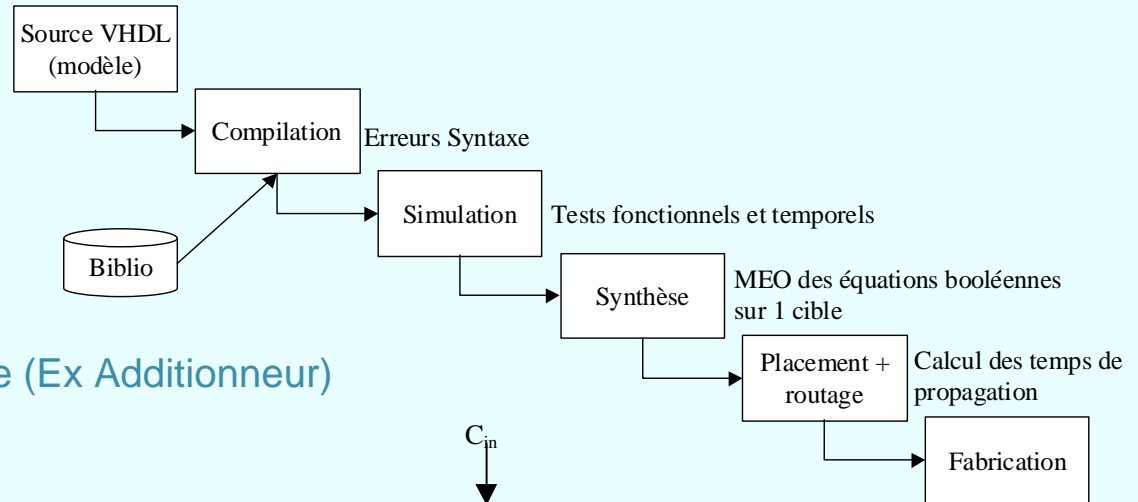 Source VHDL
(modèle)
Compilation
Erreurs Syntaxe
Simulation
Tests fonctionnels et temporels
Biblio
Synthèse
MEO des équations booléennes
sur 1 cible
e (Ex Additionneur)
Placement +
routage
Calcul des temps de
propagation
Cin
Fabrication